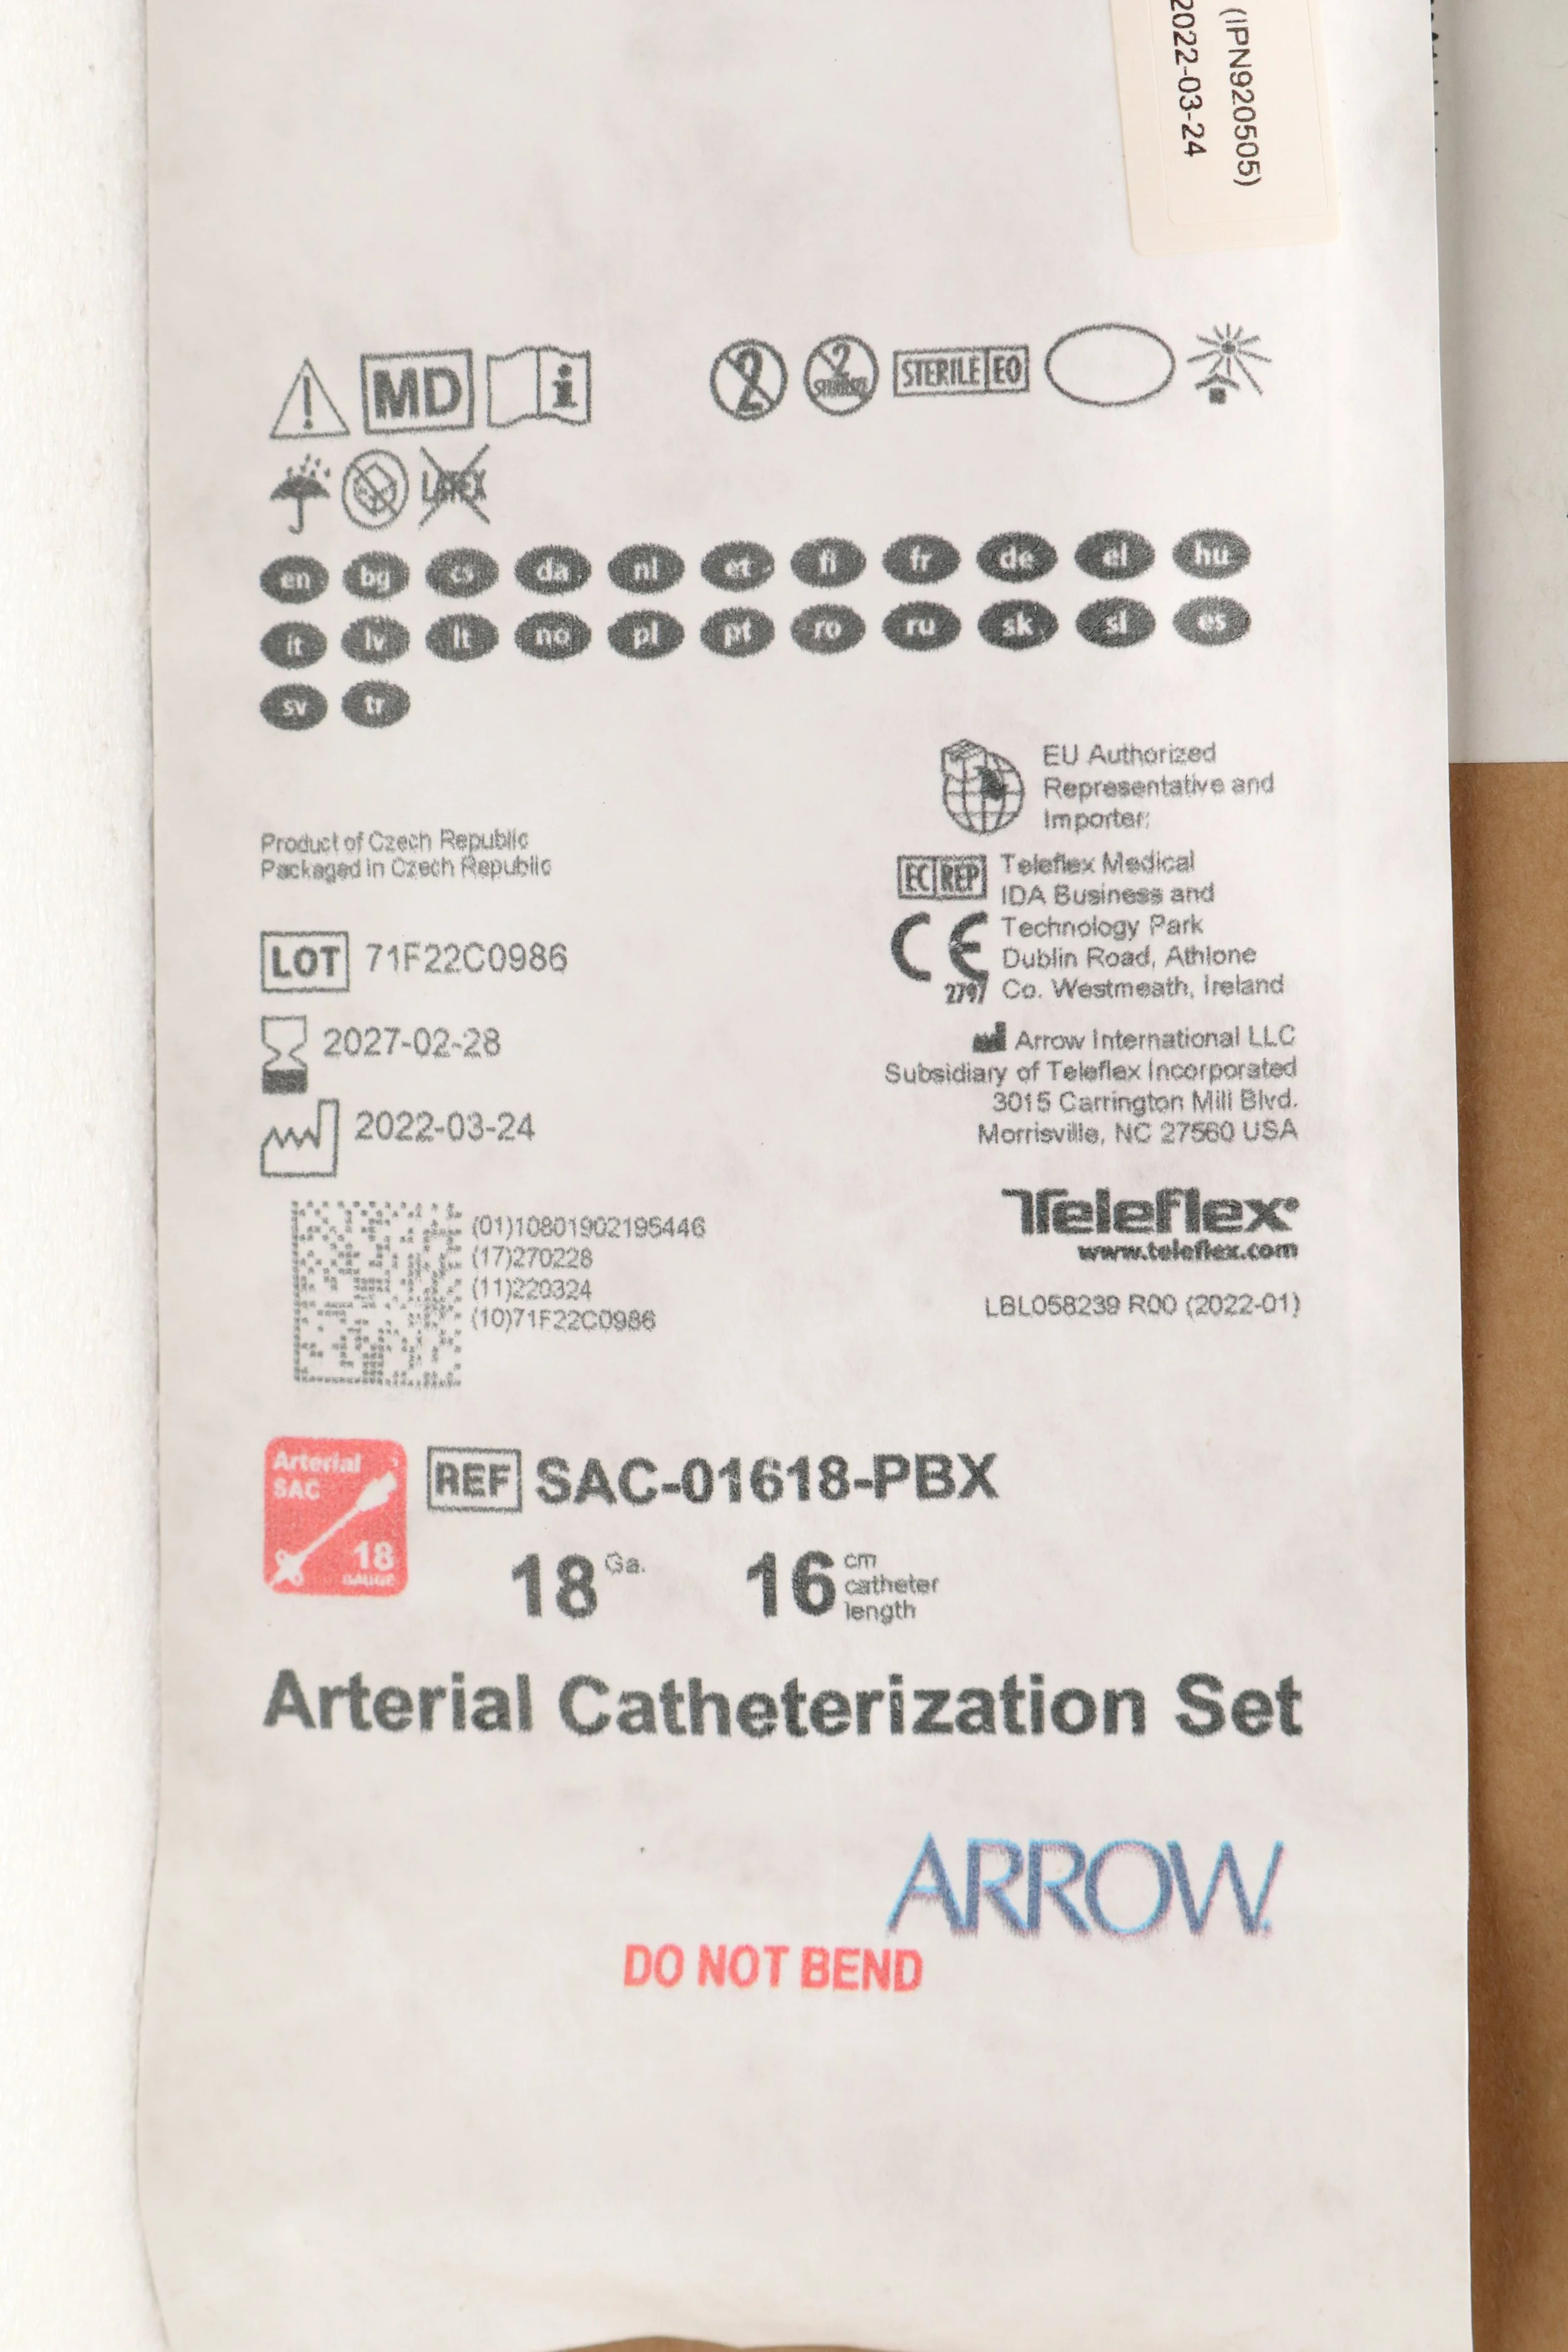 (IPN920505)
2022-03-24
MD
2
2
STERILE EO
LATEX
en bg cs da nl et fi fr de el hu
it lv lt no pl pt ro ru sk sl es
sv tr
EU Authorized
Representative and
Importer:
Product of Czech Republic
Packaged in Czech Republic
EC REP
Teleflex Medical
IDA Business and
Technology Park
Dublin Road, Athlone
Co. Westmeath, Ireland
CE
2797
LOT 71F22C0986
2027-02-28
2022-03-24
Arrow International LLC
Subsidiary of Teleflex Incorporated
3015 Carrington Mill Blvd.
Morrisville, NC 27560 USA
(01)10801902195446
(17)270228
(11)220324
(10)71F22C0986
Teleflex
www.teleflex.com
LBL058239 R00 (2022-01)
Arterial
SAC
18
GAUGE
REF SAC-01618-PBX
18 Ga. 16 cm
catheter
length
Arterial Catheterization Set
ARROW
DO NOT BEND